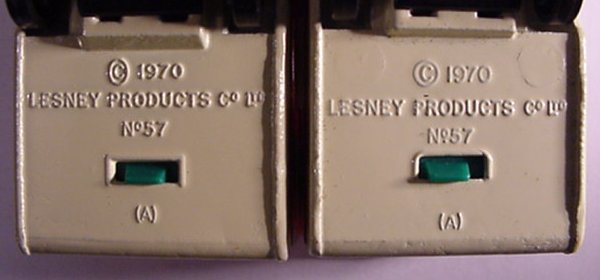 © 1970
LESNEY PRODUCTS Cº LTD
Nº57
(A)
© 1970
LESNEY PRODUCTS Cº LTD
Nº57
(A)